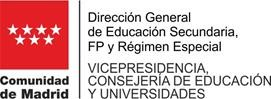 Dirección General
de Educación Secundaria,
FP y Régimen Especial
VICEPRESIDENCIA,
CONSEJERÍA DE EDUCACIÓN
Y UNIVERSIDADES
Comunidad
de Madrid